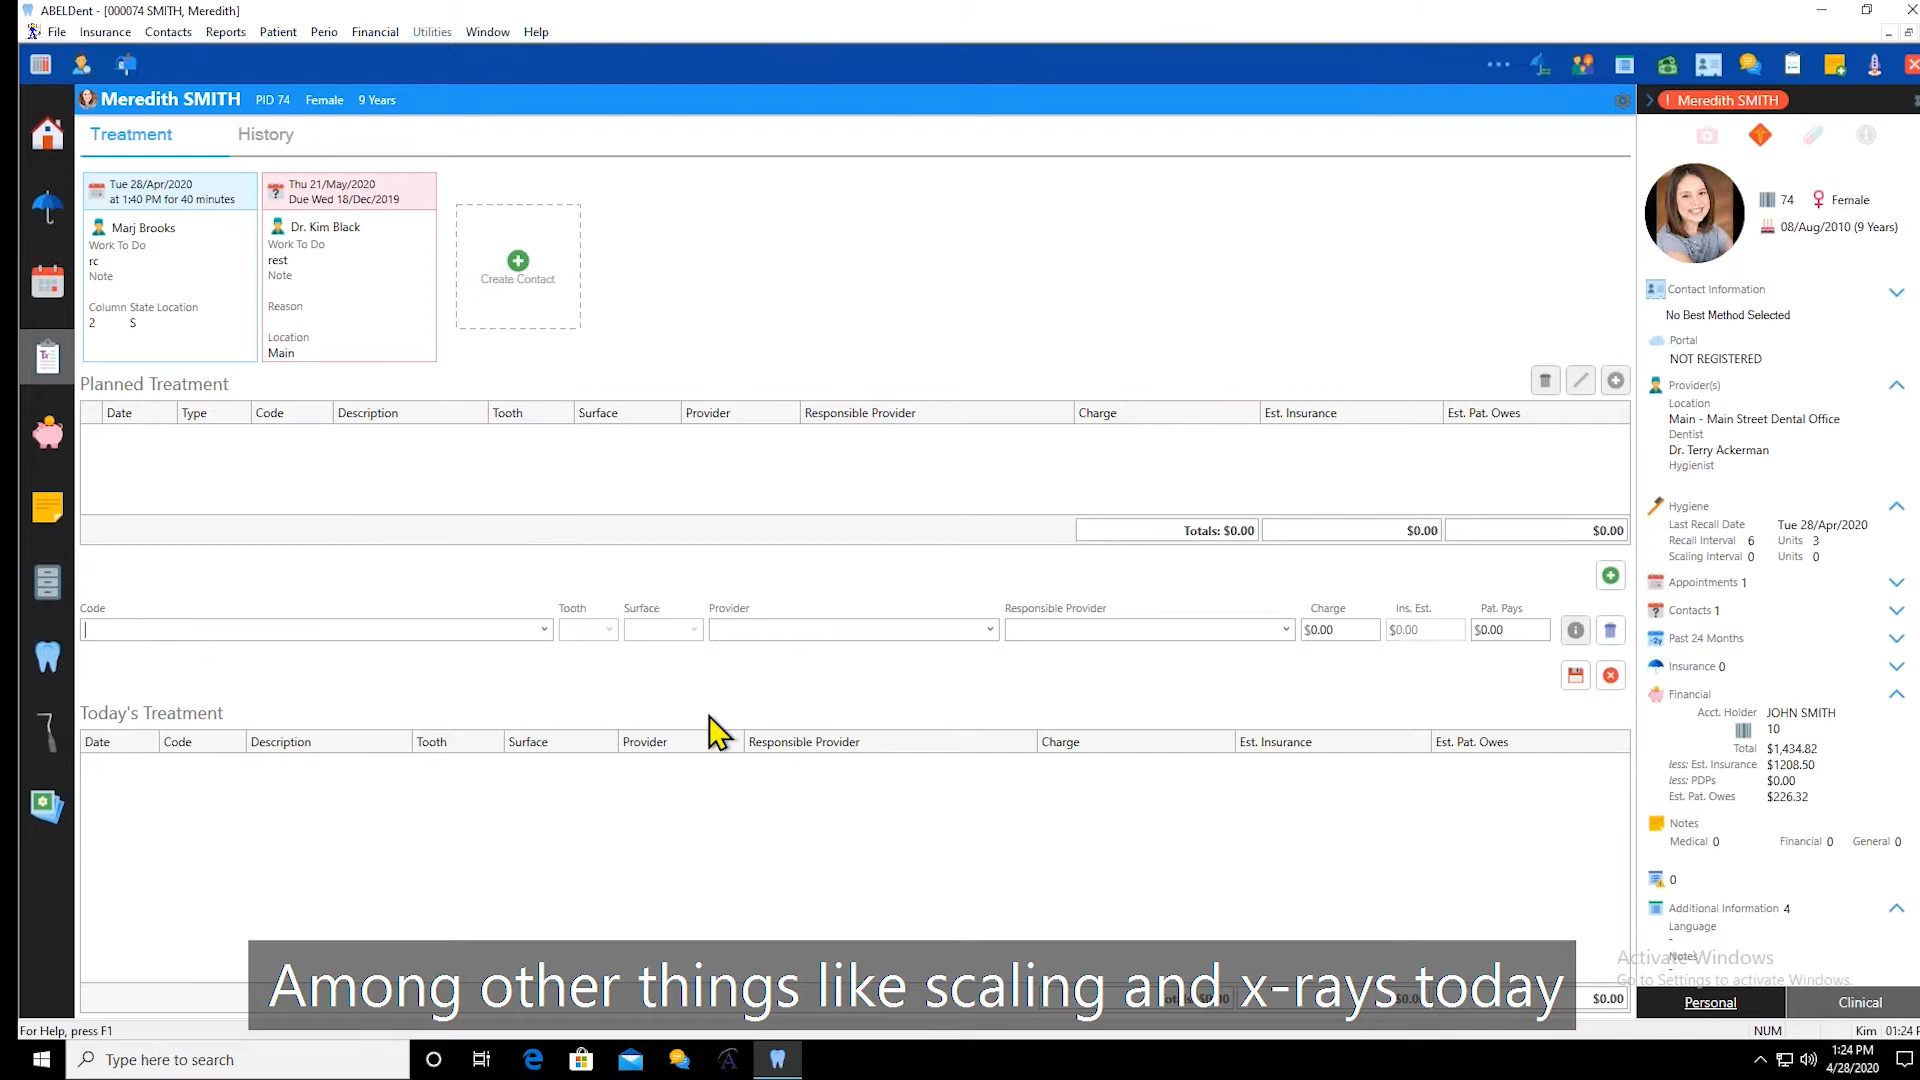 ABELDent - [000074 SMITH, Meredith]
File Insurance Contacts Reports Patient Perio Financial Utilities Window Help
Meredith SMITH PID 74 Female 9 Years
! Meredith SMITH
Treatment History
Tue 28/Apr/2020
at 1:40 PM for 40 minutes
Marj Brooks
Work To Do
rc
Note
Column State Location
2 S
Thu 21/May/2020
Due Wed 18/Dec/2019
Dr. Kim Black
Work To Do
rest
Note
Reason
Location
Main
Create Contact
Planned Treatment
Date Type Code Description Tooth Surface Provider Responsible Provider Charge Est. Insurance Est. Pat. Owes
Totals: $0.00 $0.00 $0.00
Code Tooth Surface Provider Responsible Provider Charge Ins. Est. Pat. Pays
$0.00 $0.00 $0.00
Today's Treatment
Date Code Description Tooth Surface Provider Responsible Provider Charge Est. Insurance Est. Pat. Owes
$0.00
74 Female
08/Aug/2010 (9 Years)
Contact Information
No Best Method Selected
Portal
NOT REGISTERED
Provider(s)
Location
Main - Main Street Dental Office
Dentist
Dr. Terry Ackerman
Hygienist
Hygiene
Last Recall Date Tue 28/Apr/2020
Recall Interval 6 Units 3
Scaling Interval 0 Units 0
Appointments 1
Contacts 1
Past 24 Months
Insurance 0
Financial
Acct. Holder JOHN SMITH
10
Total $1,434.82
less: Est. Insurance $1208.50
less: PDPs $0.00
Est. Pat. Owes $226.32
Notes
Medical 0 Financial 0 General 0
0
Additional Information 4
Language
-
Notes
-
Activate Windows
Go to Settings to activate Windows.
Personal Clinical
Among other things like scaling and x-rays today
For Help, press F1
NUM Kim 01:24
Type here to search
1:24 PM
4/28/2020